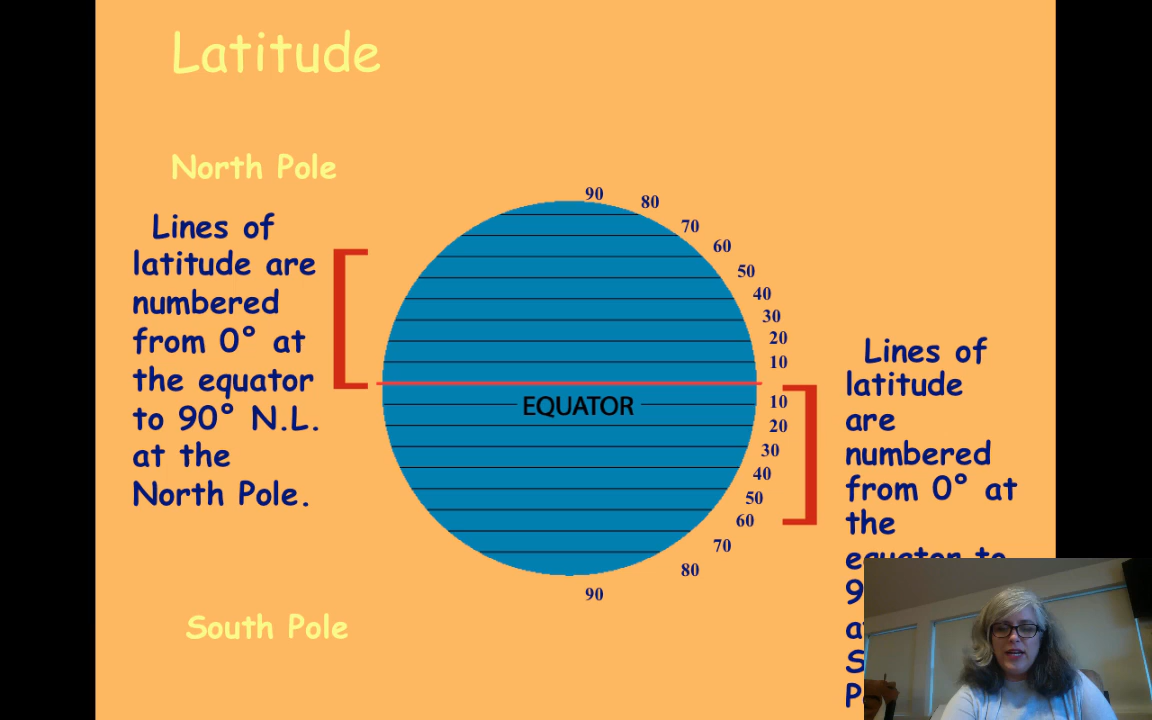 Latitude
North Pole
Lines of
latitude are
numbered
from 0° at
the equator
to 90° N.L.
at the
North Pole.
South Pole
90
80
70
60
50
40
30
20
10
EQUATOR
10
20
30
40
50
60
70
80
90
Lines of
latitude
are
numbered
from 0° at
the
equator to